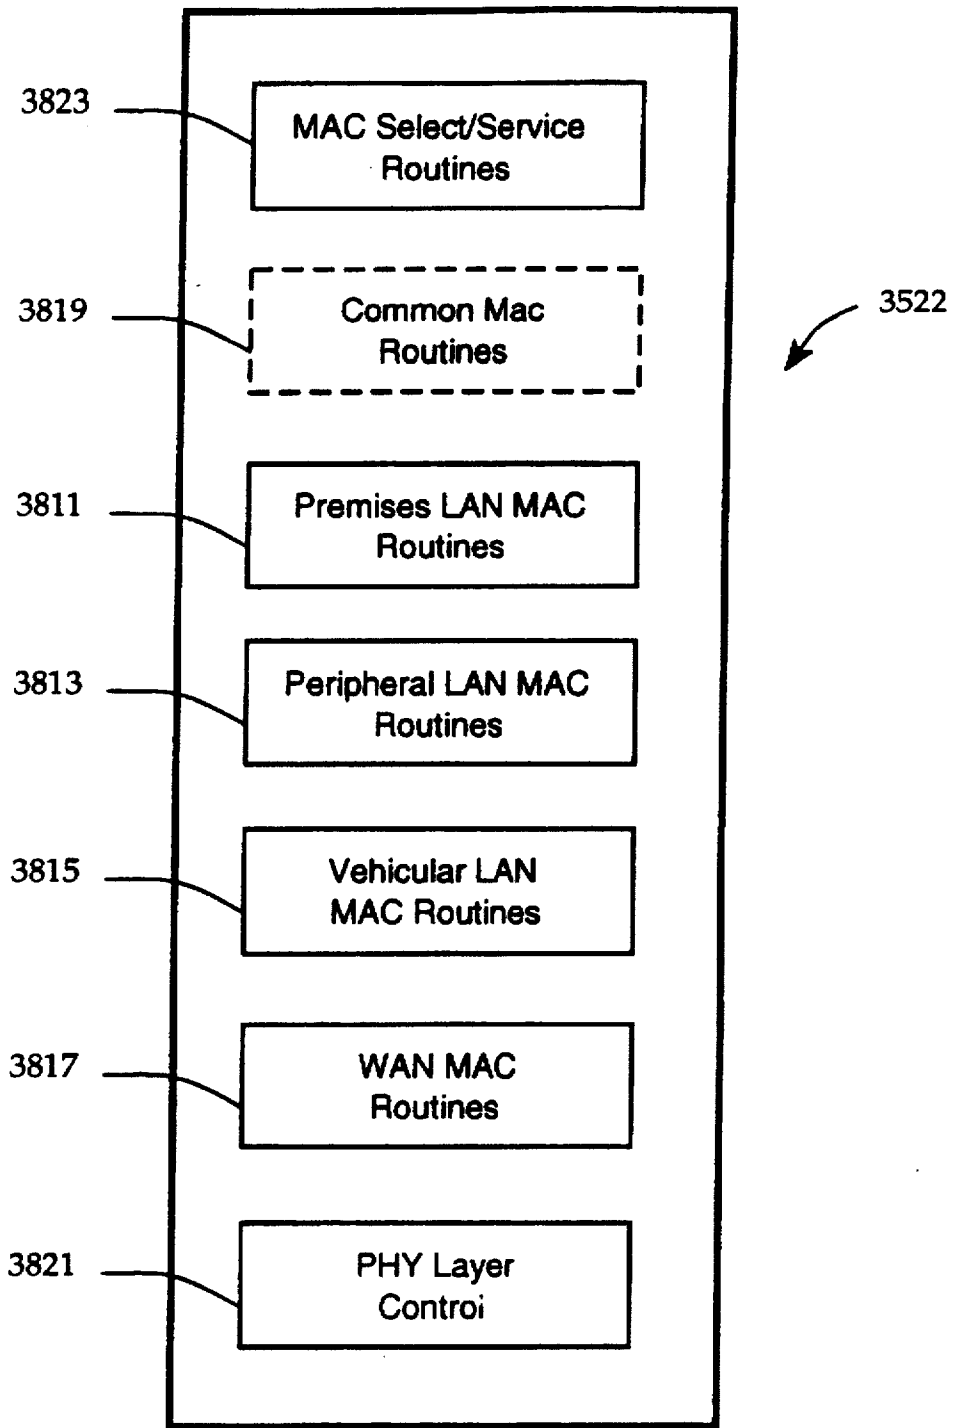 3823
MAC Select/Service
Routines
3819
Common Mac
Routines
3522
3811
Premises LAN MAC
Routines
3813
Peripheral LAN MAC
Routines
3815
Vehicular LAN
MAC Routines
3817
WAN MAC
Routines
3821
PHY Layer
Controi